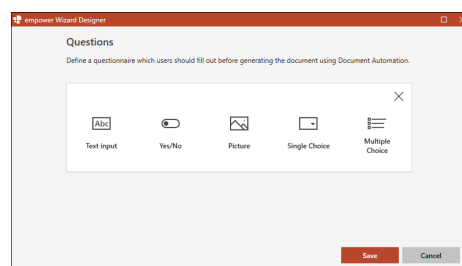 empower Wizard Designer
Questions
Define a questionnaire which users should fill out before generating the document using Document Automation.
Abc
Text input
Yes/No
Picture
Single Choice
Multiple
Choice
Save
Cancel